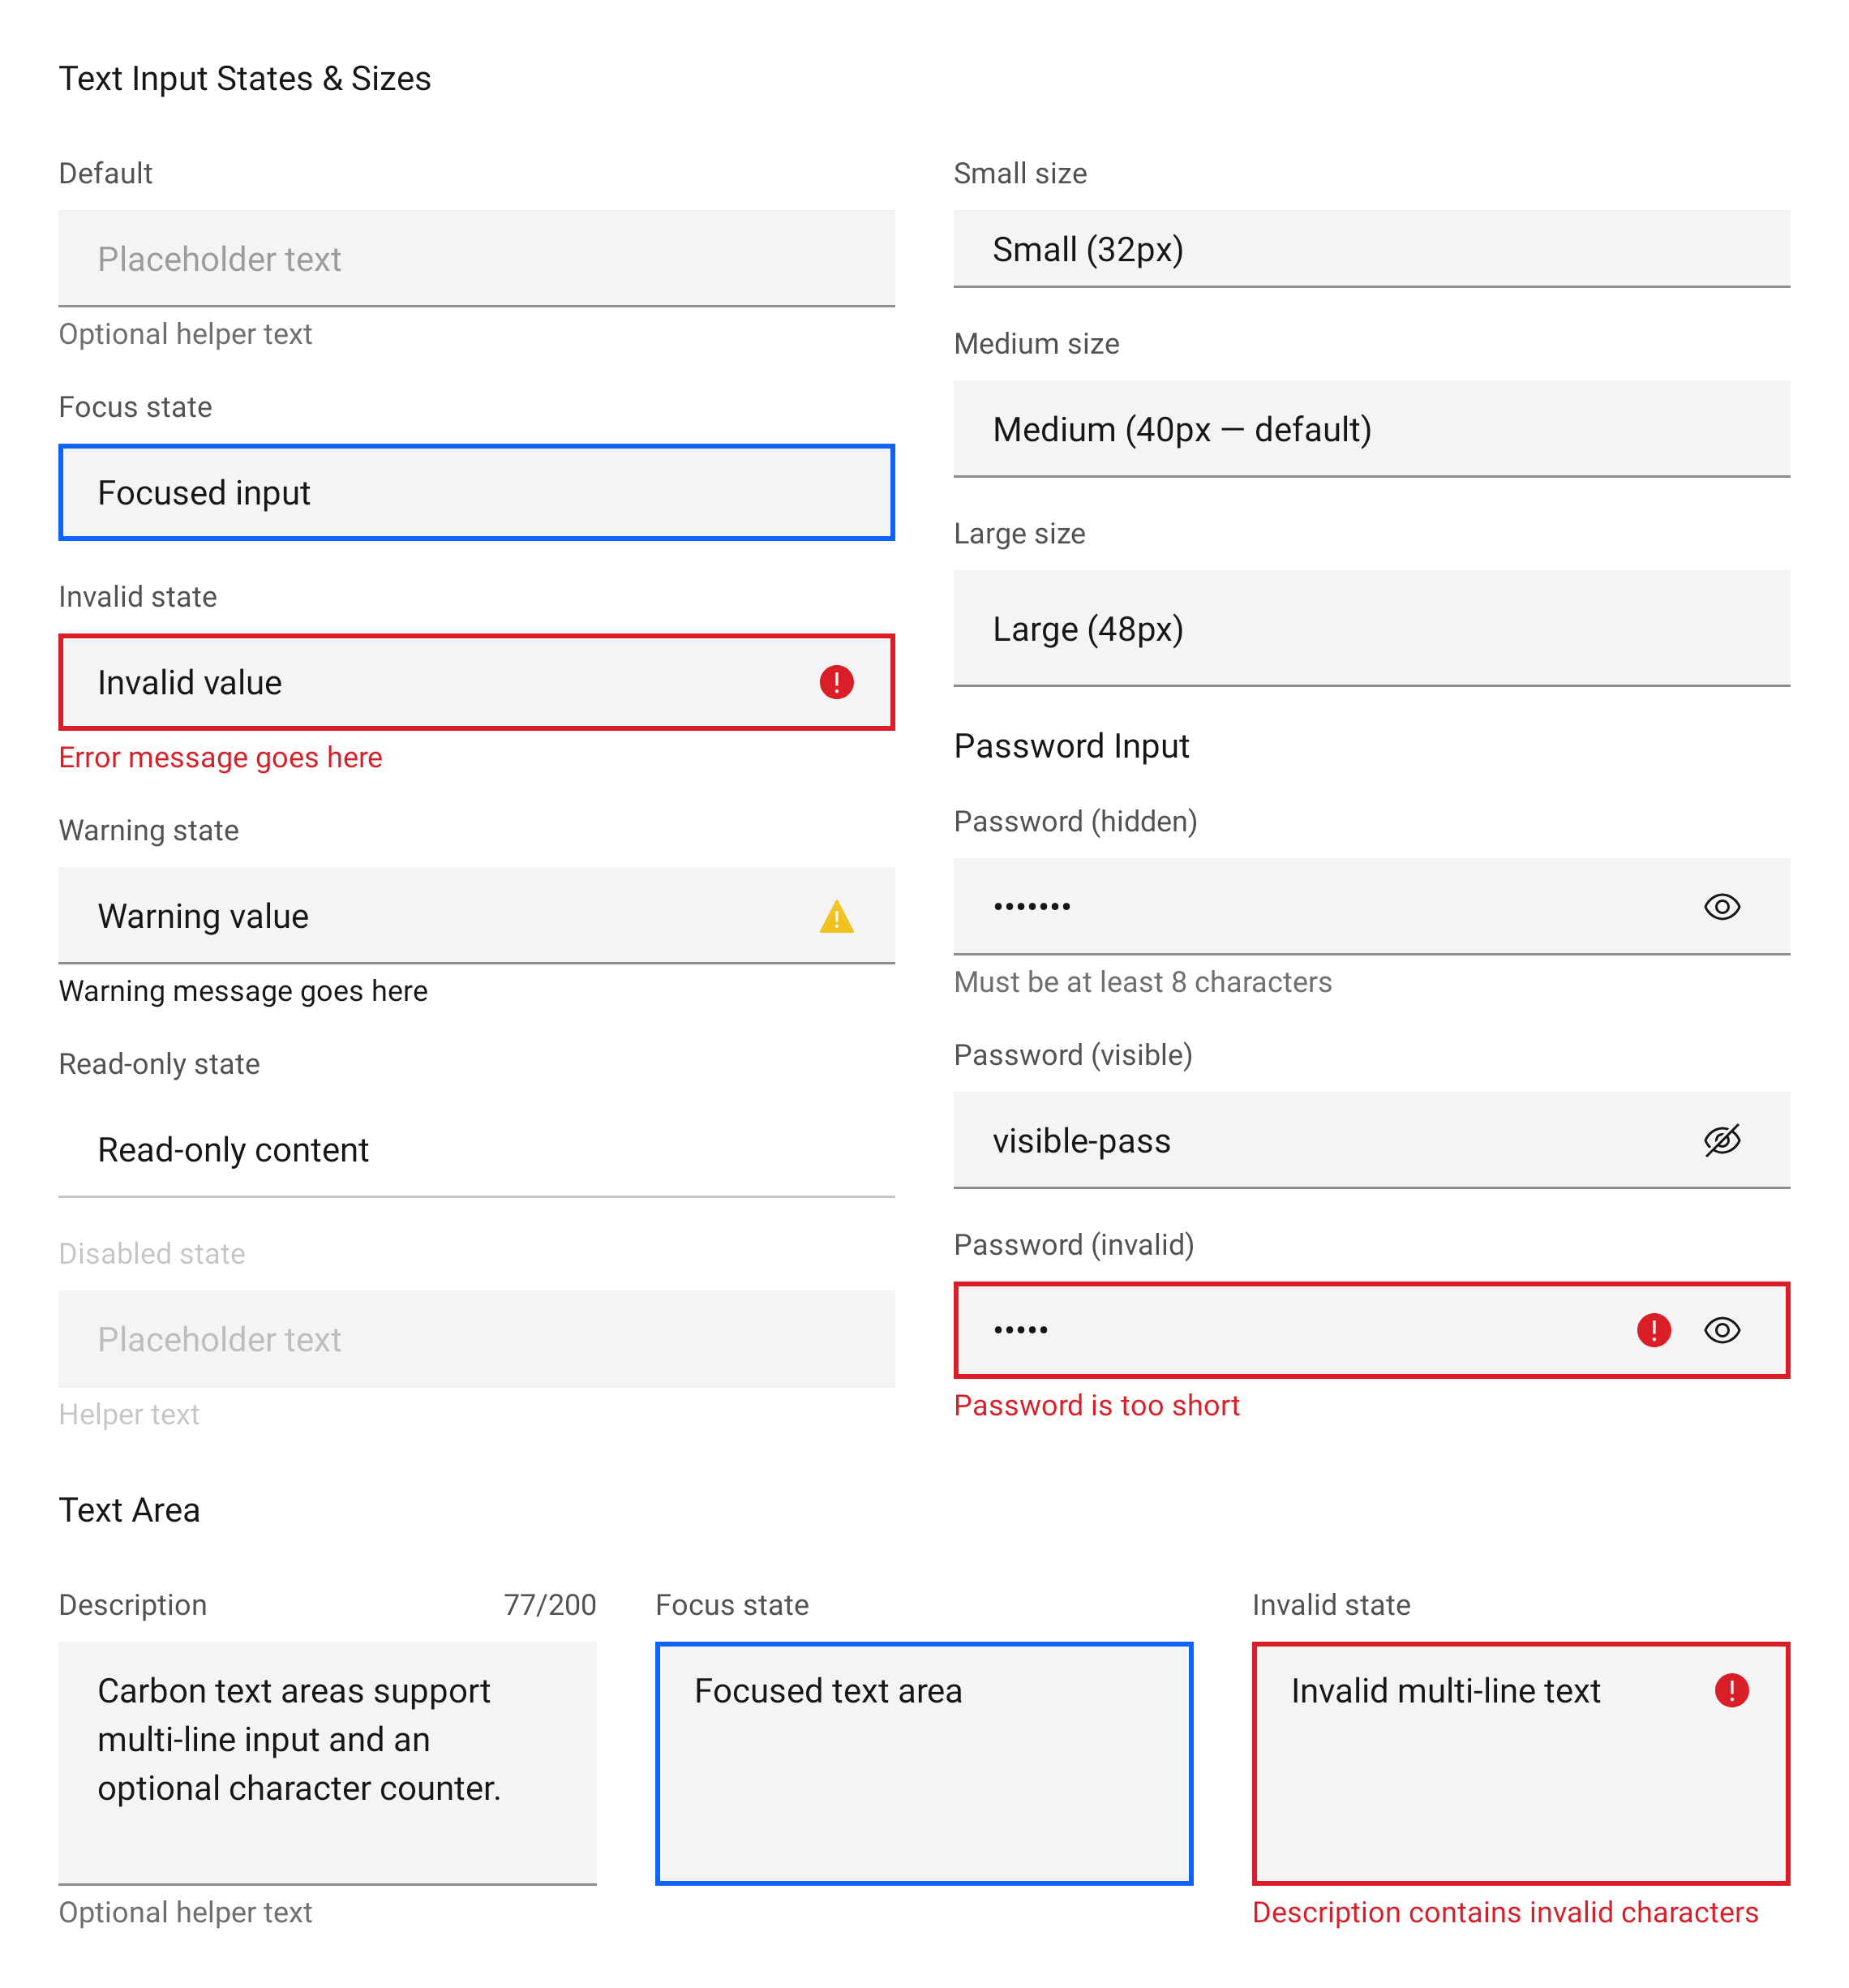 Text Input States & Sizes
Default
Placeholder text
Optional helper text
Focus state
Focused input
Invalid state
Invalid value
Error message goes here
Warning state
Warning value
Warning message goes here
Read-only state
Read-only content
Disabled state
Placeholder text
Helper text
Small size
Small (32px)
Medium size
Medium (40px — default)
Large size
Large (48px)
Password Input
Password (hidden)
•••••••
Must be at least 8 characters
Password (visible)
visible-pass
Password (invalid)
•••••
Password is too short
Text Area
Description 77/200
Carbon text areas support
multi-line input and an
optional character counter.
Optional helper text
Focus state
Focused text area
Invalid state
Invalid multi-line text
Description contains invalid characters